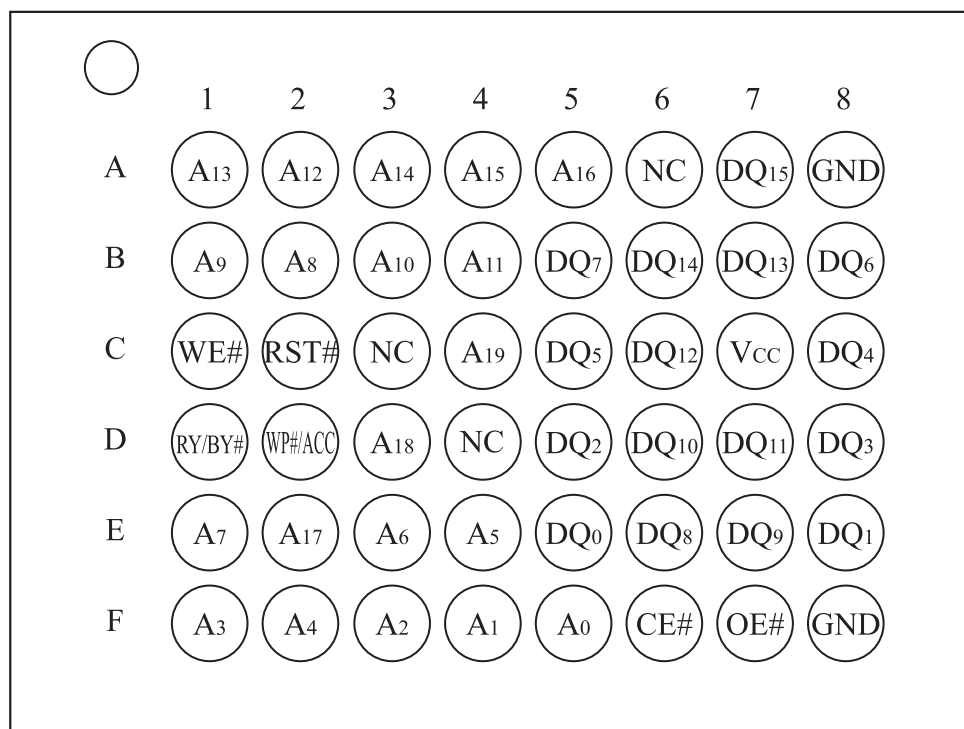 1 2 3 4 5 6 7 8
A A13 A12 A14 A15 A16 NC DQ15 GND
B A9 A8 A10 A11 DQ7 DQ14 DQ13 DQ6
C WE# RST# NC A19 DQ5 DQ12 VCC DQ4
D RY/BY# WP#/ACC A18 NC DQ2 DQ10 DQ11 DQ3
E A7 A17 A6 A5 DQ0 DQ8 DQ9 DQ1
F A3 A4 A2 A1 A0 CE# OE# GND